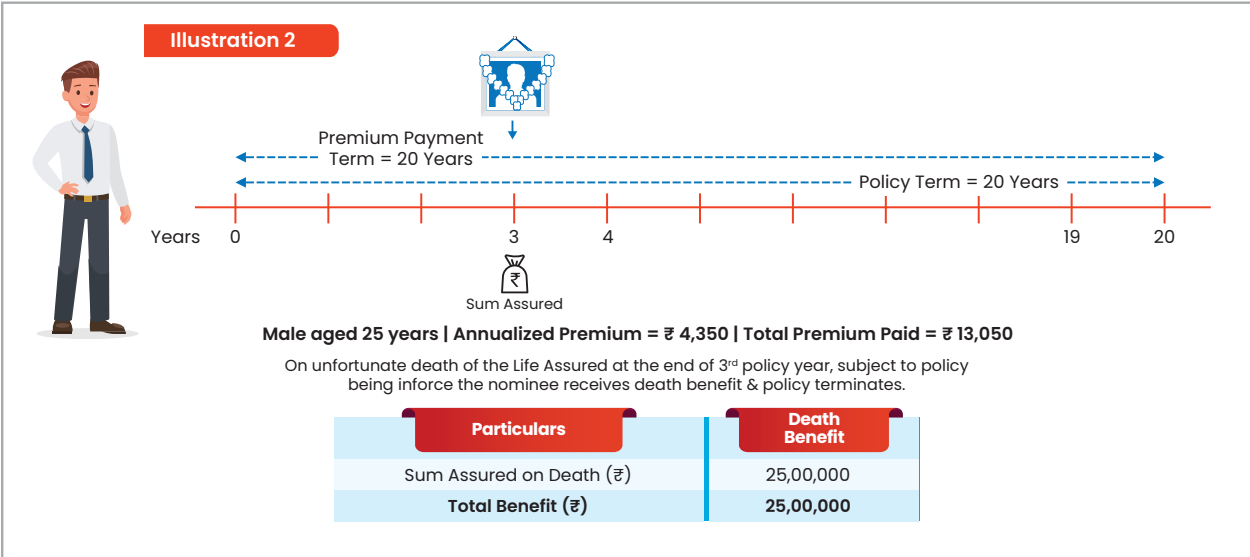 Illustration 2
Premium Payment
Term = 20 Years
Policy Term = 20 Years
Years 0 3 4 19 20
₹
Sum Assured
Male aged 25 years | Annualized Premium = ₹ 4,350 | Total Premium Paid = ₹ 13,050
On unfortunate death of the Life Assured at the end of 3rd policy year, subject to policy
being inforce the nominee receives death benefit & policy terminates.
Particulars Death
Benefit
Sum Assured on Death (₹) 25,00,000
Total Benefit (₹) 25,00,000